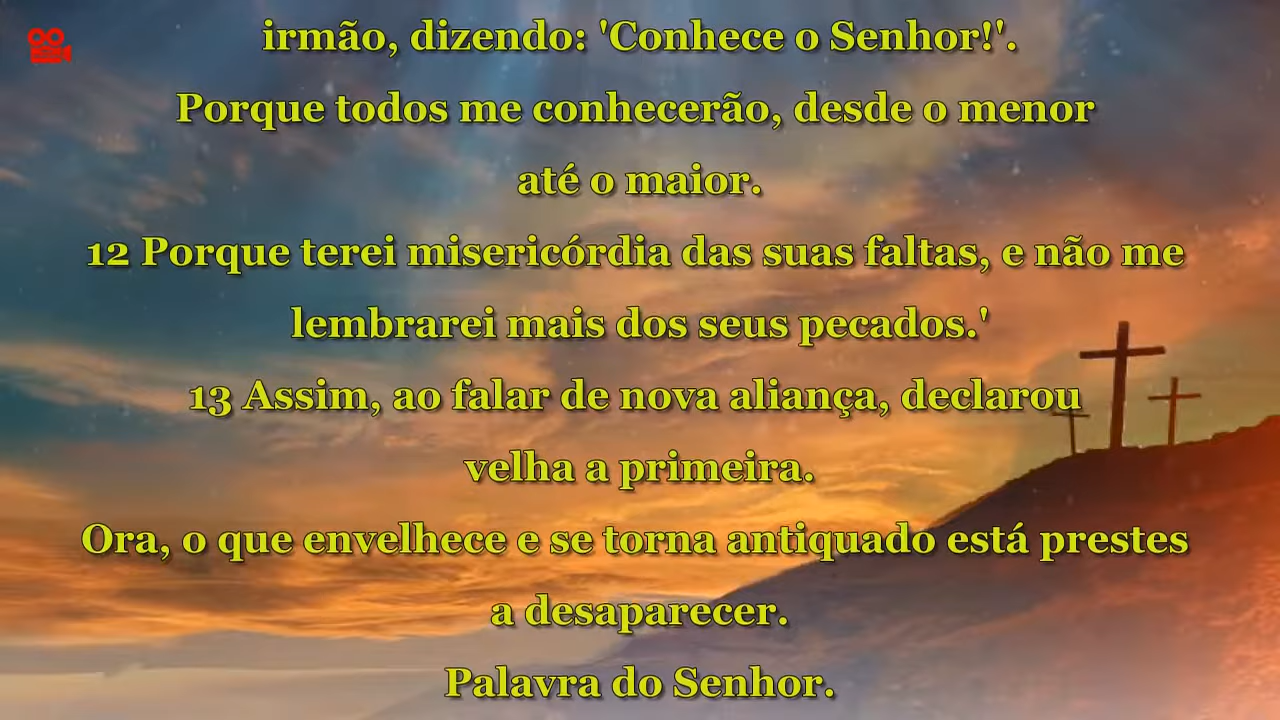 irmão, dizendo: 'Conhece o Senhor!'.
Porque todos me conhecerão, desde o menor
até o maior.
12 Porque terei misericórdia das suas faltas, e não me
lembrarei mais dos seus pecados.'
13 Assim, ao falar de nova aliança, declarou
velha a primeira.
Ora, o que envelhece e se torna antiquado está prestes
a desaparecer.
Palavra do Senhor.